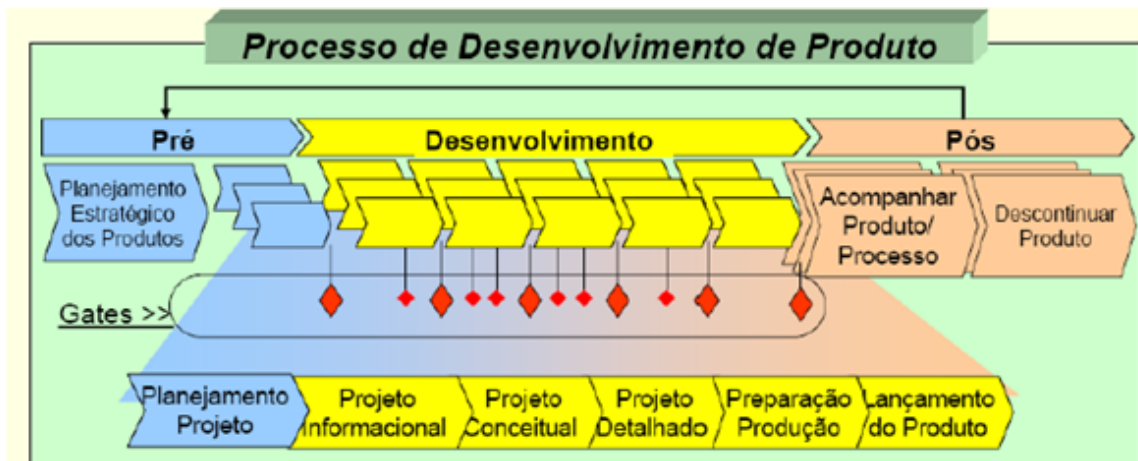 Processo de Desenvolvimento de Produto
Pré
Desenvolvimento
Pós
Planejamento
Estratégico
dos Produtos
Acompanhar
Produto/
Processo
Descontinuar
Produto
Gates >>
Planejamento
Projeto
Projeto
Informacional
Projeto
Conceitual
Projeto
Detalhado
Preparação
Produção
Lançamento
do Produto